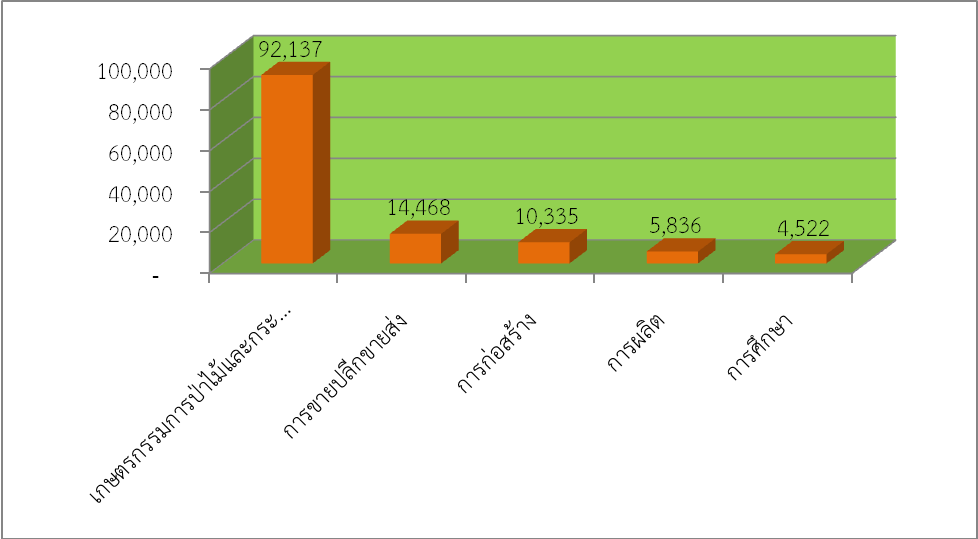 92,137
100,000
80,000
60,000
40,000
20,000
-
14,468
10,335
5,836
4,522
เกษตรกรรมการป่าไม้และกระ...
การขายปลีกขายส่ง
การก่อสร้าง
การผลิต
การศึกษา